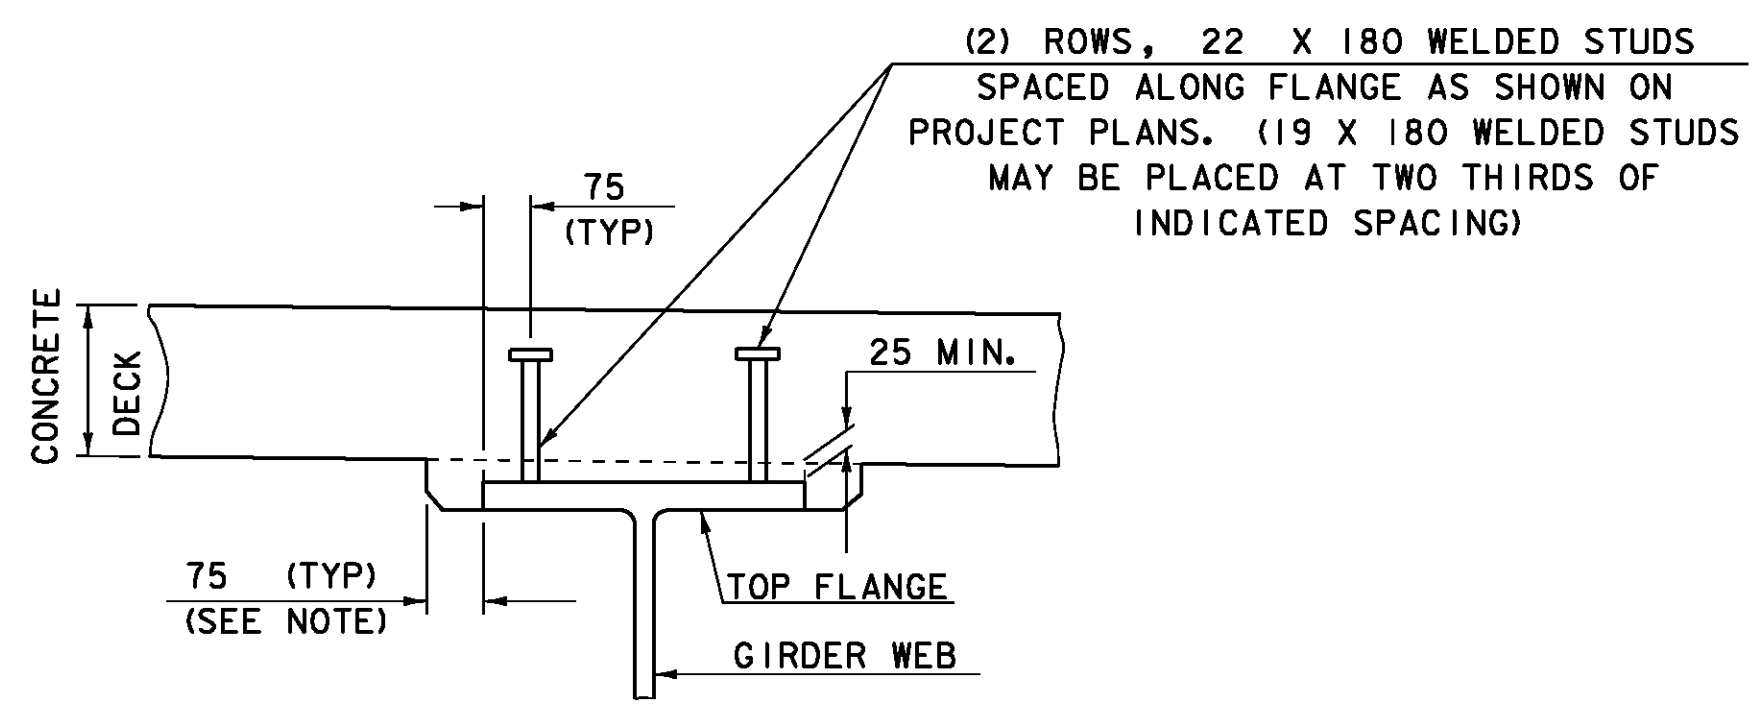 (2) ROWS, 22 X 180 WELDED STUDS
SPACED ALONG FLANGE AS SHOWN ON
PROJECT PLANS. (19 X 180 WELDED STUDS
MAY BE PLACED AT TWO THIRDS OF
INDICATED SPACING)
75
(TYP)
CONCRETE
DECK
25 MIN.
75 (TYP)
(SEE NOTE)
TOP FLANGE
GIRDER WEB